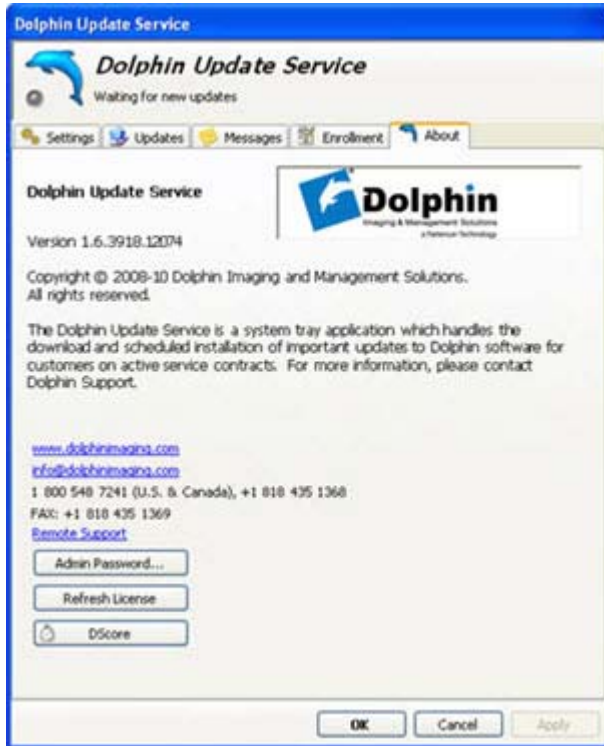 Dolphin Update Service
Dolphin Update Service
Waiting for new updates
Settings Updates Messages Enrollment About
Dolphin Update Service
Dolphin
Imaging & Management Solutions
a Patterson Technology
Version 1.6.3918.12074
Copyright © 2008-10 Dolphin Imaging and Management Solutions.
All rights reserved.
The Dolphin Update Service is a system tray application which handles the
download and scheduled installation of important updates to Dolphin software for
customers on active service contracts. For more information, please contact
Dolphin Support.
www.dolphinimaging.com
info@dolphinimaging.com
1 800 548 7241 (U.S. & Canada), +1 818 435 1368
FAX: +1 818 435 1369
Remote Support
Admin Password...
Refresh License
DScore
OK Cancel Apply